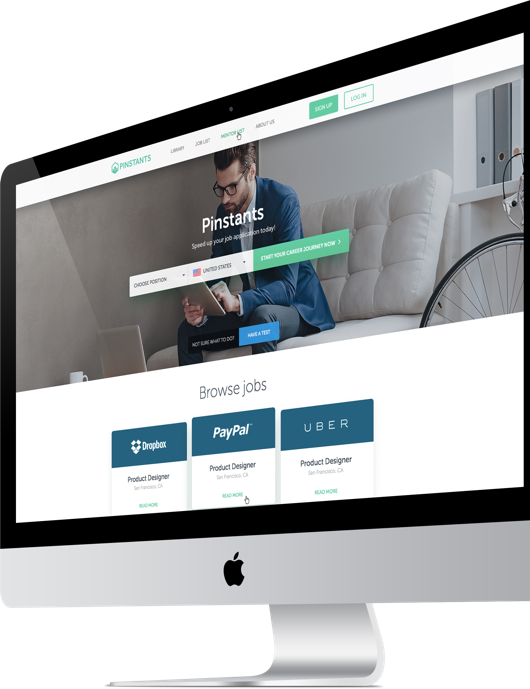 PINSTANTS
LIBRARY
JOB LIST
MENTOR LIST
ABOUT US
SIGN UP
LOG IN
Pinstants
Speed up your job application today!
CHOOSE POSITION
UNITED STATES
START YOUR CAREER JOURNEY NOW
NOT SURE WHAT TO DO?
HAVE A TEST
Browse jobs
Dropbox
Product Designer
San Francisco, CA
READ MORE
PayPal
Product Designer
San Francisco, CA
READ MORE
UBER
Product Designer
San Francisco, CA
READ MORE